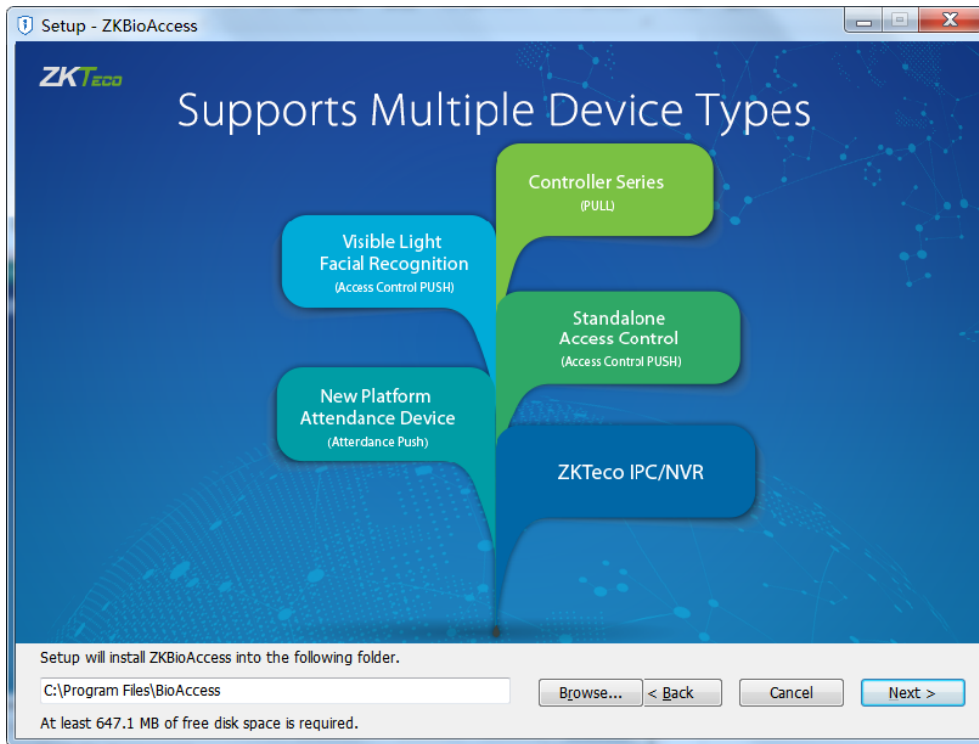 Setup - ZKBioAccess
ZKTeco
Supports Multiple Device Types
Controller Series
(PULL)
Visible Light
Facial Recognition
(Access Control PUSH)
Standalone
Access Control
(Access Control PUSH)
New Platform
Attendance Device
(Attendance Push)
ZKTeco IPC/NVR
Setup will install ZKBioAccess into the following folder.
C:\Program Files\BioAccess
Browse...
< Back
Cancel
Next >
At least 647.1 MB of free disk space is required.